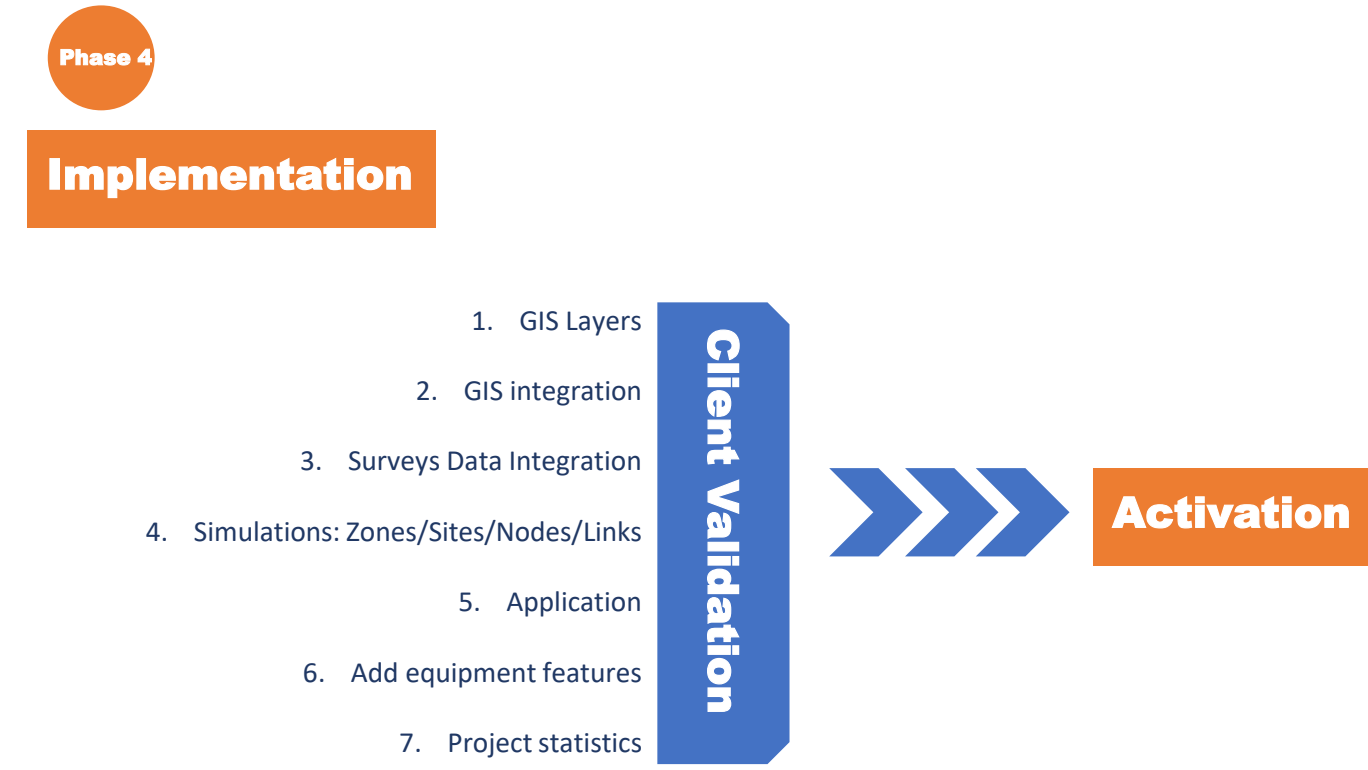 Phase 4
Implementation
1. GIS Layers
2. GIS integration
3. Surveys Data Integration
4. Simulations: Zones/Sites/Nodes/Links
5. Application
6. Add equipment features
7. Project statistics
Client Validation
Activation